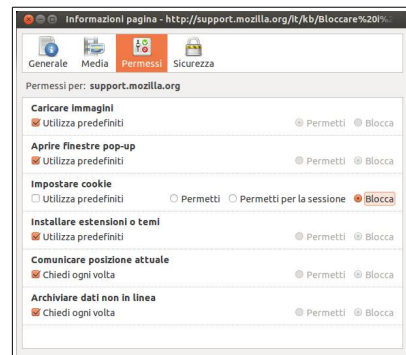 Informazioni pagina - http://support.mozilla.org/it/kb/Bloccare%20i%2
Generale Media Permessi Sicurezza
Permessi per: support.mozilla.org
Caricare immagini
Utilizza predefiniti Permetti Blocca
Aprire finestre pop-up
Utilizza predefiniti Permetti Blocca
Impostare cookie
Utilizza predefiniti Permetti Permetti per la sessione Blocca
Installare estensioni o temi
Utilizza predefiniti Permetti Blocca
Comunicare posizione attuale
Chiedi ogni volta Permetti Blocca
Archiviare dati non in linea
Chiedi ogni volta Permetti Blocca